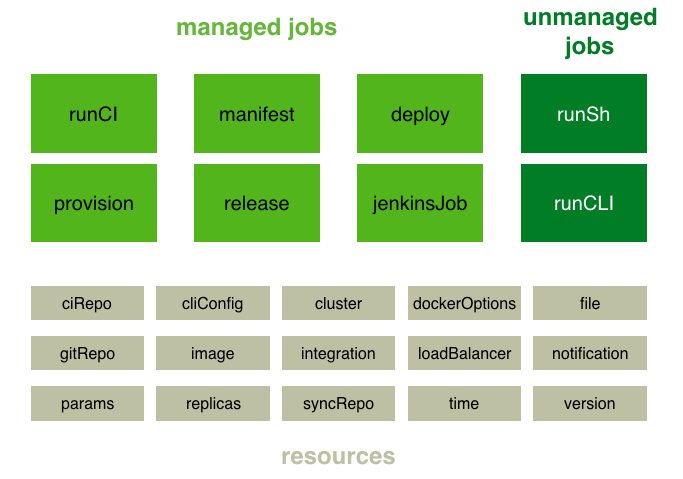 managed jobs
unmanaged
jobs
runCI
manifest
deploy
runSh
provision
release
jenkinsJob
runCLI
ciRepo
cliConfig
cluster
dockerOptions
file
gitRepo
image
integration
loadBalancer
notification
params
replicas
syncRepo
time
version
resources